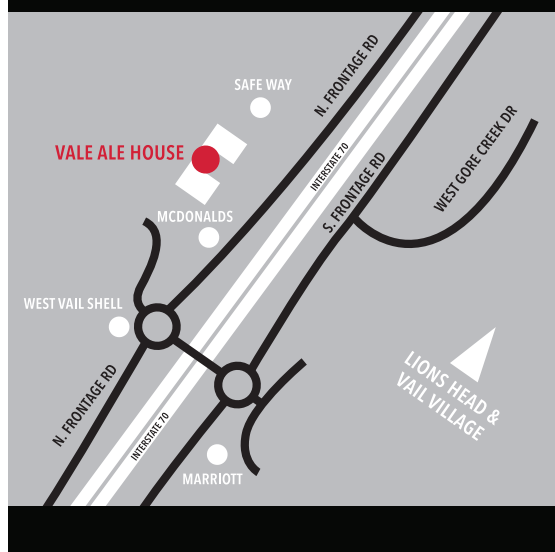 SAFE WAY
N. FRONTAGE RD
VALE ALE HOUSE
INTERSTATE 70
WEST GORE CREEK DR
S. FRONTAGE RD
MCDONALDS
WEST VAIL SHELL
LIONS HEAD &
VAIL VILLAGE
N. FRONTAGE RD
INTERSTATE 70
MARRIOTT